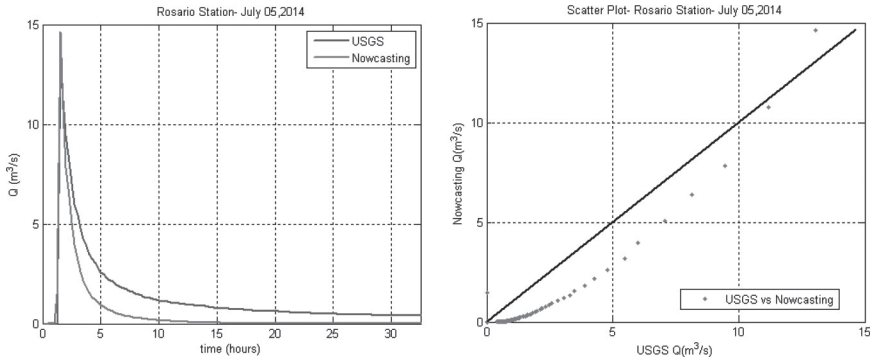 Rosario Station- July 05,2014
15
10
5
0
Q (m³/s)
0
5
10
15
20
25
30
time (hours)
USGS
Nowcasting
Scatter Plot- Rosario Station- July 05,2014
15
10
5
0
Nowcasting Q(m³/s)
0
5
10
15
USGS Q(m³/s)
USGS vs Nowcasting